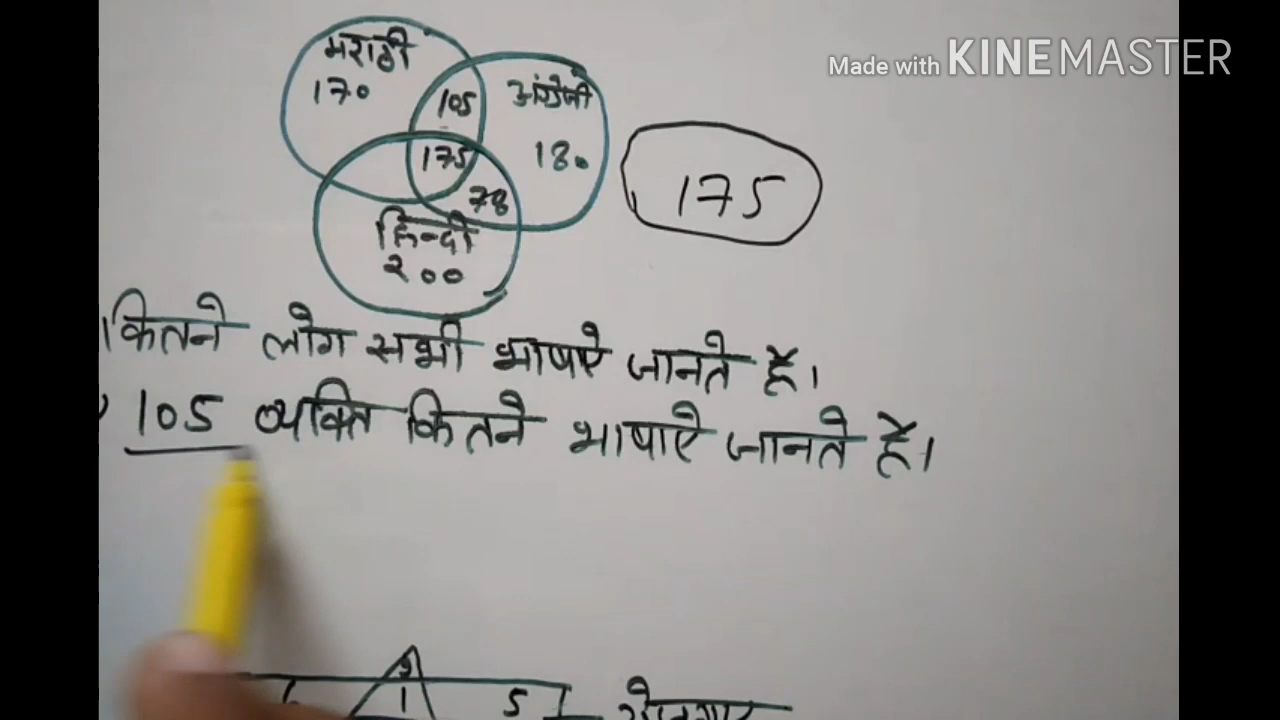 Made with KINEMASTER
मराठी
170
105
अंग्रेजी
180
175
175
78
हिन्दी
२00
कितने लोग सभी भाषाऐ जानते हैं।
105 व्यक्ति कितने भाषाऐ जानते हैं।
1
5